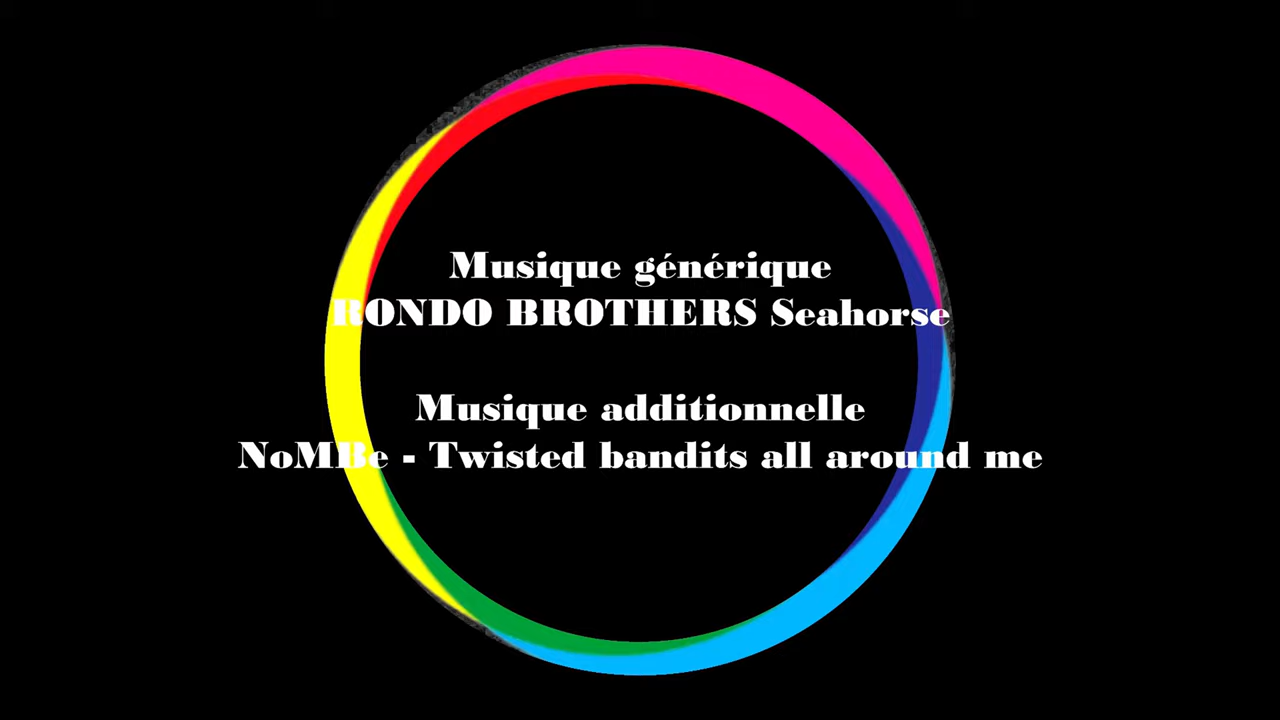 Musique générique
RONDO BROTHERS Seahorse
Musique additionnelle
NoMBe - Twisted bandits all around me